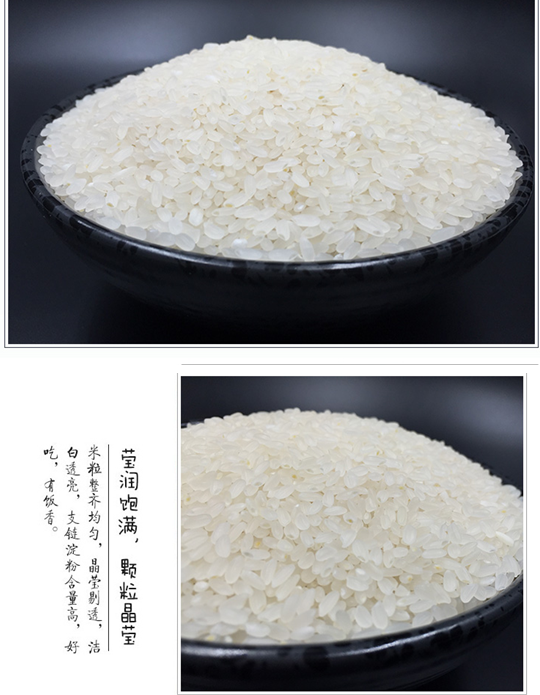 莹润饱满，颗粒晶莹
米粒整齐均匀，晶莹剔透，洁
白透亮，支链淀粉含量高，好
吃，有饭香。